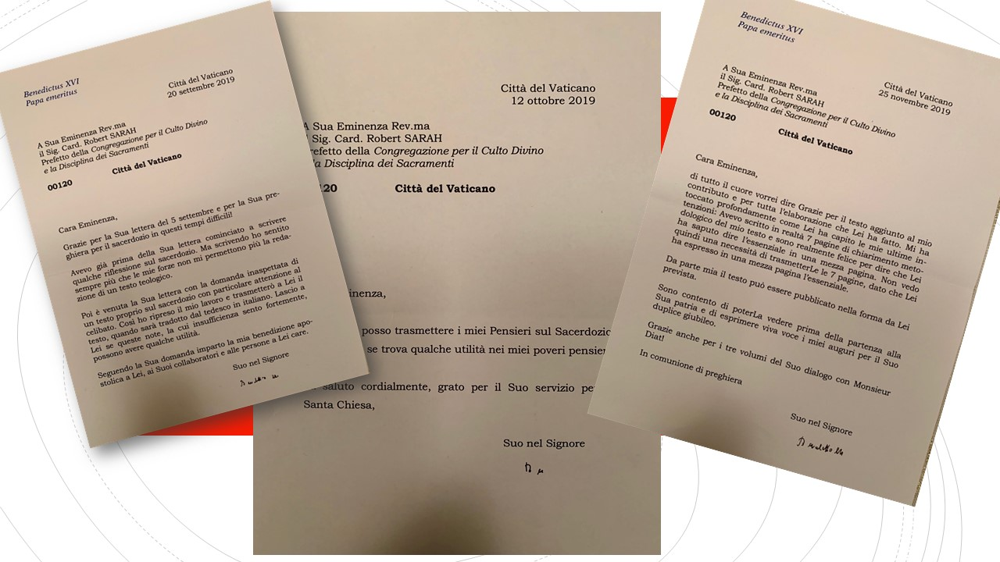 Benedictus XVI
Papa emeritus
Città del Vaticano
20 settembre 2019
A Sua Eminenza Rev.ma
il Sig. Card. Robert SARAH
Prefetto della Congregazione per il Culto Divino
e la Disciplina dei Sacramenti
00120 Città del Vaticano
Cara Eminenza,
Grazie per la Sua lettera del 5 settembre e per la Sua pre-
ghiera per il sacerdozio in questi tempi difficili!
Avevo già prima della Sua lettera cominciato a scrivere
qualche riflessione sul sacerdozio. Ma scrivendo ho sentito
sempre più che le mie forze non mi permettono più la reda-
zione di un testo teologico.
Poi è venuta la Sua lettera con la domanda inaspettata di
un testo proprio sul sacerdozio con particolare attenzione al
celibato. Così ho ripreso il mio lavoro e trasmetterò a Lei il
testo, quando sarà tradotto dal tedesco in italiano. Lascio a
Lei se queste note, la cui insufficienza sento fortemente,
possono avere qualche utilità.
Seguendo la Sua domanda imparto la mia benedizione apo-
stolica a Lei, ai Suoi collaboratori e alle persone a Lei care.
Suo nel Signore
Città del Vaticano
12 ottobre 2019
A Sua Eminenza Rev.ma
Sig. Card. Robert SARAH
refetto della Congregazione per il Culto Divino
la Disciplina dei Sacramenti
120 Città del Vaticano
inenza,
posso trasmettere i miei Pensieri sul Sacerdozio
se trova qualche utilità nei miei poveri pensier
saluto cordialmente, grato per il Suo servizio pe
Santa Chiesa,
Suo nel Signore
Benedictus XVI
Papa emeritus
Città del Vaticano
25 novembre 2019
A Sua Eminenza Rev.ma
il Sig. Card. Robert SARAH
Prefetto della Congregazione per il Culto Divino
e la Disciplina dei Sacramenti
00120 Città del Vaticano
Cara Eminenza,
di tutto il cuore vorrei dire Grazie per il testo aggiunto al mio
contributo e per tutta l'elaborazione che Lei ha fatto. Mi ha
toccato profondamente come Lei ha capito le mie ultime in-
tenzioni: Avevo scritto in realtà 7 pagine di chiarimento meto-
dologico del mio testo e sono realmente felice per dire che Lei
ha saputo dire l'essenziale in una mezza pagina. Non vedo
quindi una necessità di trasmetterLe le 7 pagine, dato che Lei
ha espresso in una mezza pagina l'essenziale.
Da parte mia il testo può essere pubblicato nella forma da Lei
prevista.
Sono contento di poterLa vedere prima della partenza alla
Sua patria e di esprimere viva voce i miei auguri per il Suo
duplice giubileo.
Grazie anche per i tre volumi del Suo dialogo con Monsieur
Diat!
In comunione di preghiera
Suo nel Signore